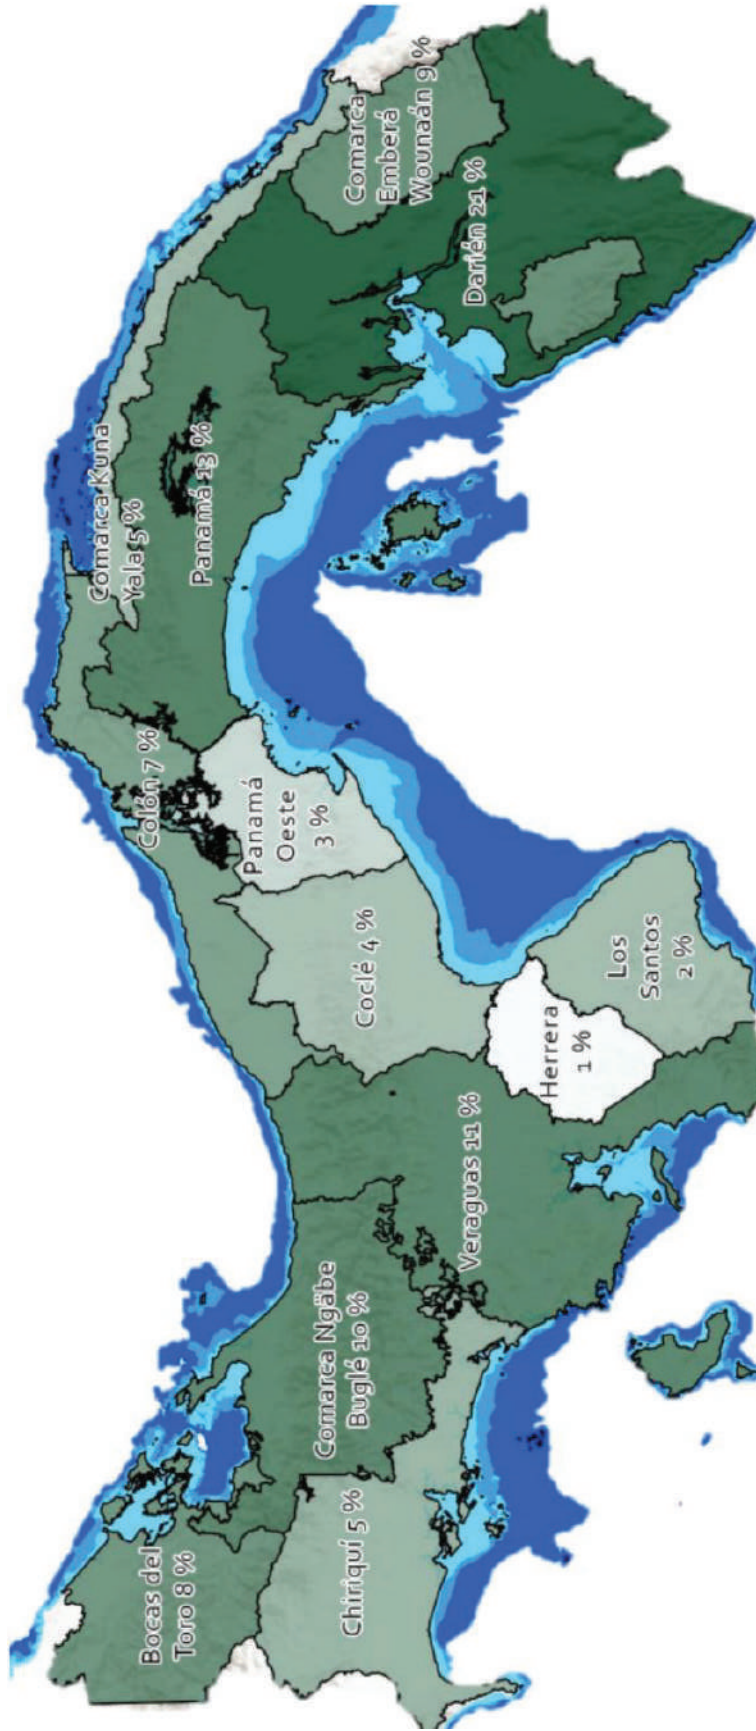 Bocas del
Toro 8 %
Chiriquí 5 %
Comarca Ngäbe
Buglé 10 %
Veraguas 11 %
Herrera
1 %
Los
Santos
2 %
Coclé 4 %
Colón 7 %
Panamá
Oeste
3 %
Comarca Kuna
Yala 5 %
Panamá 13 %
Comarca
Emberá
Wounaán 9 %
Darién 21 %